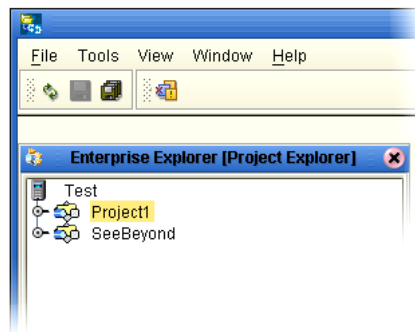 File Tools View Window Help
Enterprise Explorer [Project Explorer]
Test
Project1
SeeBeyond